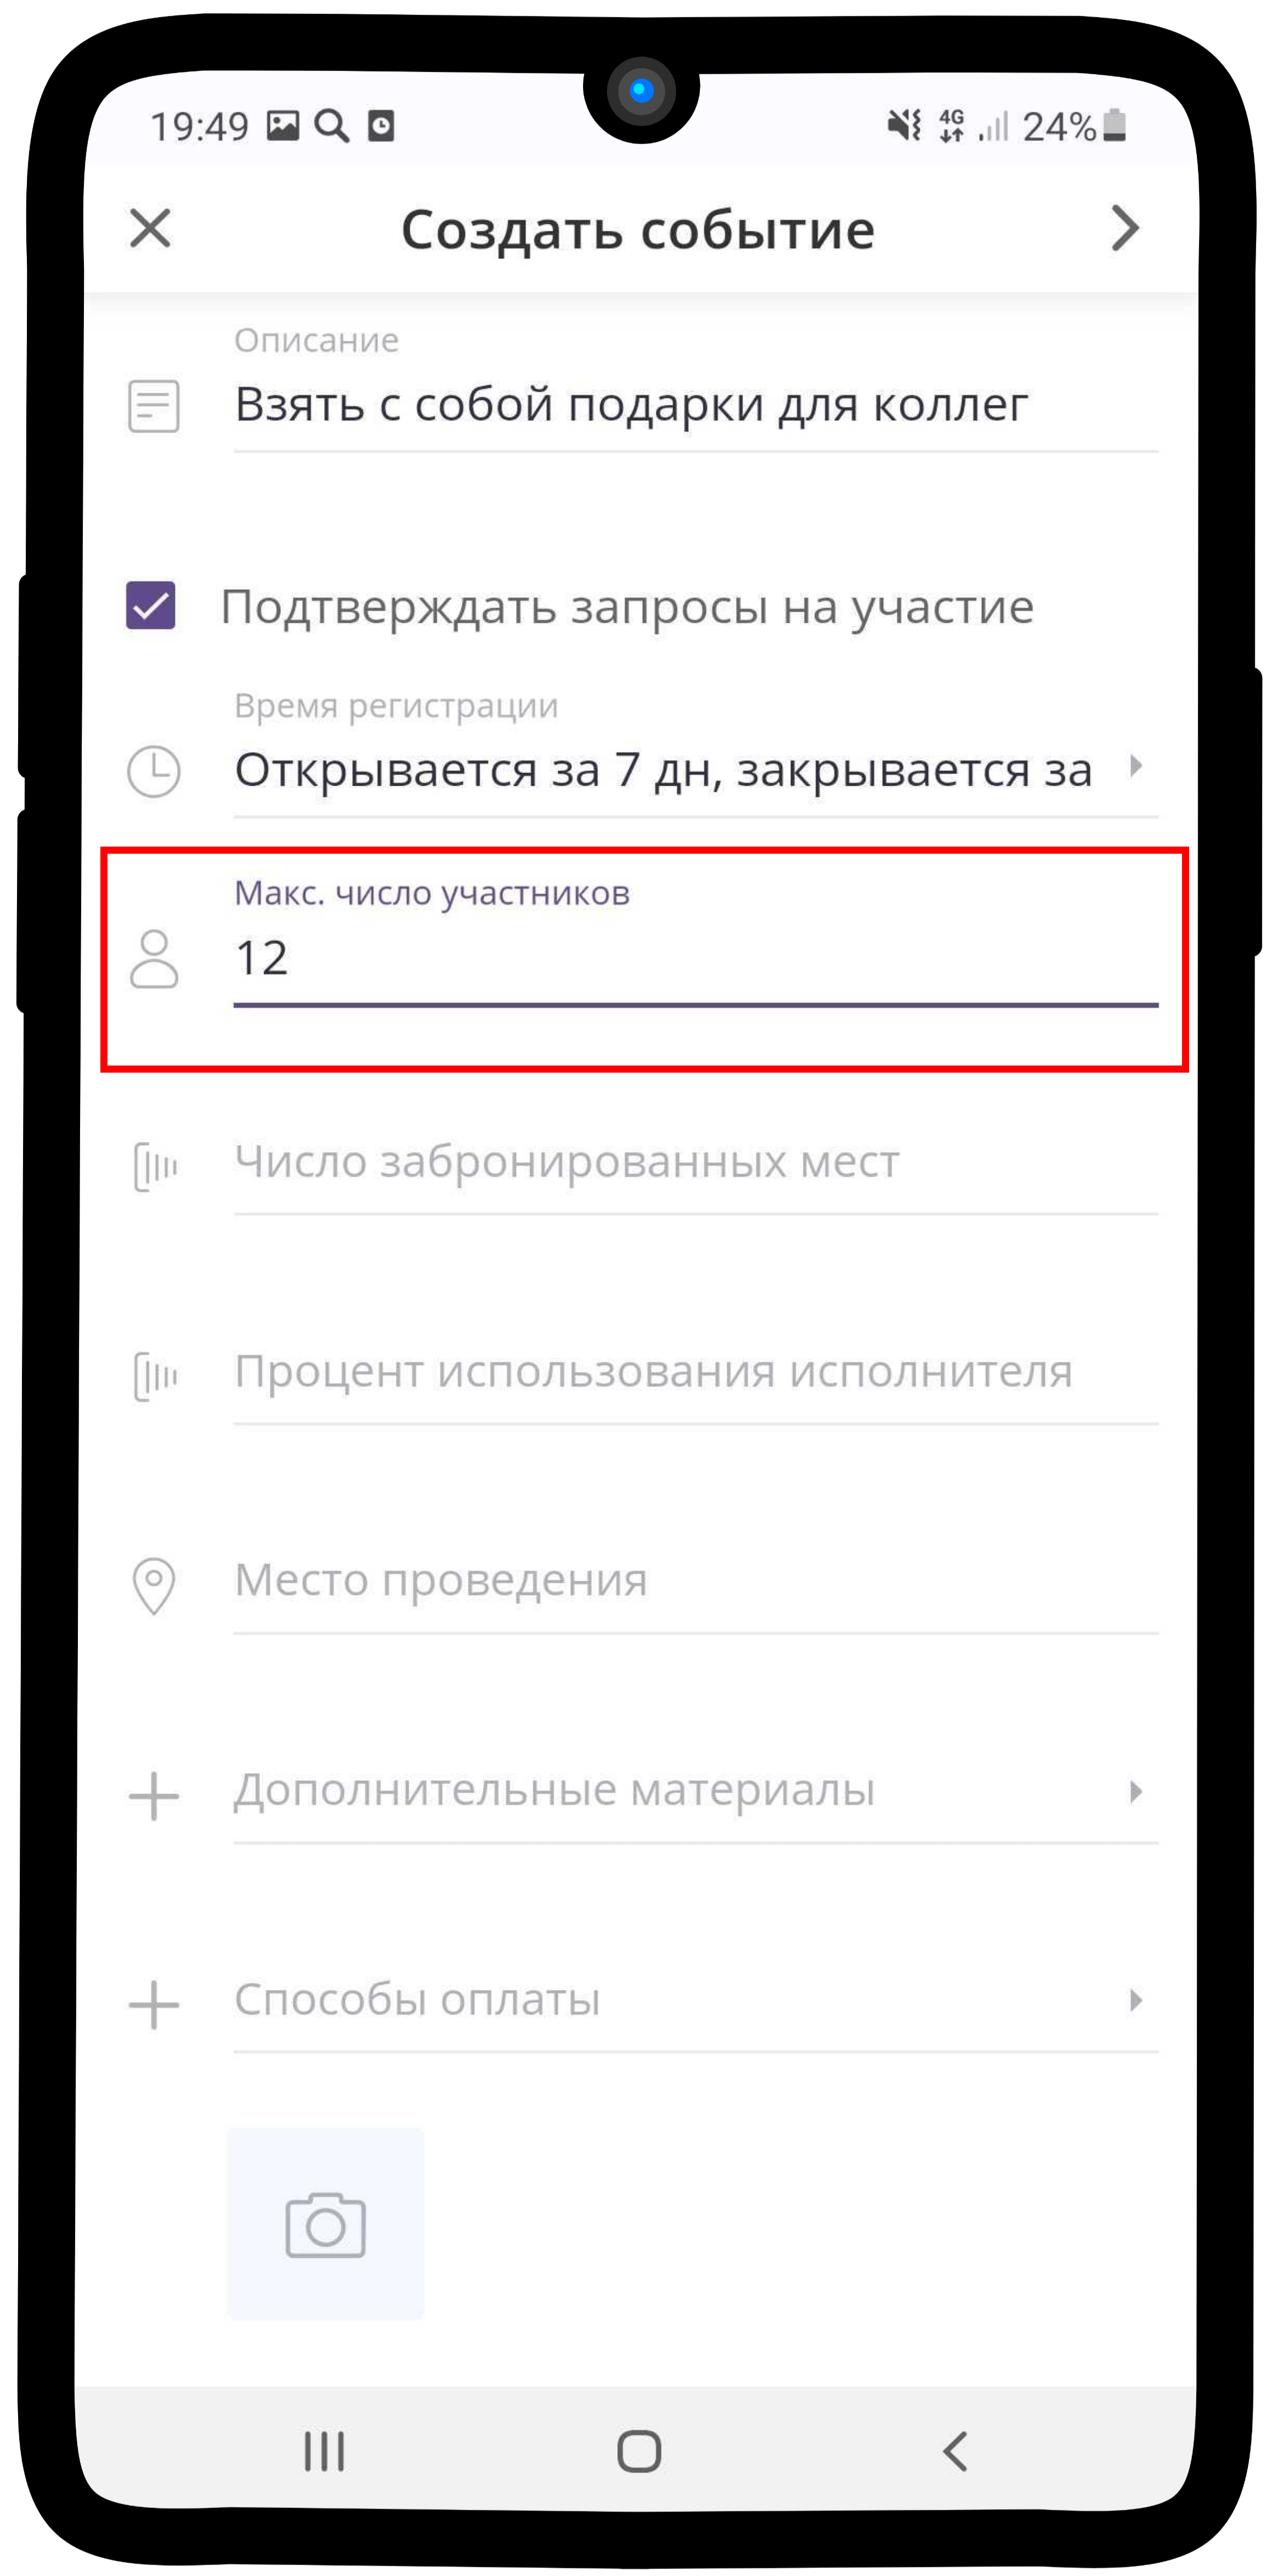 19:49 4G 24%
Создать событие
Описание
Взять с собой подарки для коллег
Подтверждать запросы на участие
Время регистрации
Открывается за 7 дн, закрывается за
Макс. число участников
12
Число забронированных мест
Процент использования исполнителя
Место проведения
Дополнительные материалы
Способы оплаты